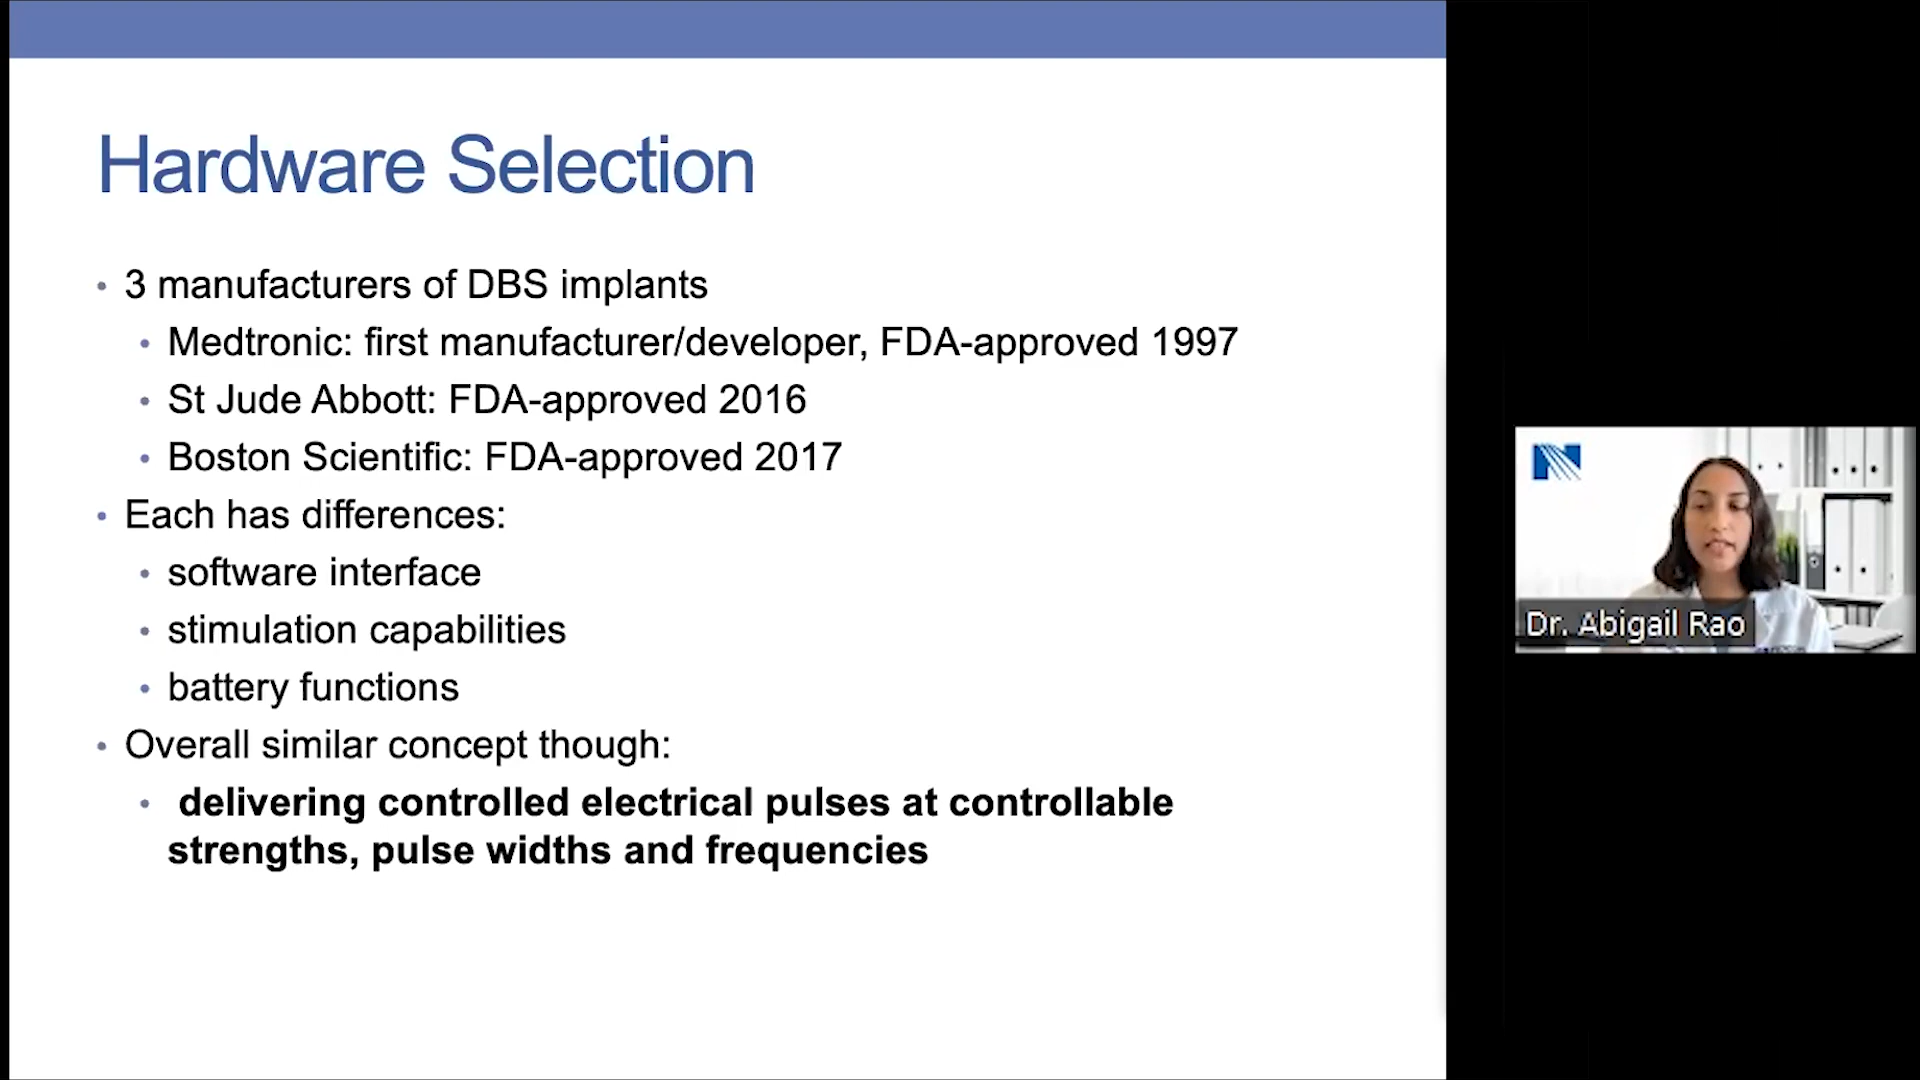 Hardware Selection
• 3 manufacturers of DBS implants
• Medtronic: first manufacturer/developer, FDA-approved 1997
• St Jude Abbott: FDA-approved 2016
• Boston Scientific: FDA-approved 2017
• Each has differences:
• software interface
• stimulation capabilities
• battery functions
• Overall similar concept though:
• delivering controlled electrical pulses at controllable
strengths, pulse widths and frequencies
Dr. Abigail Rao